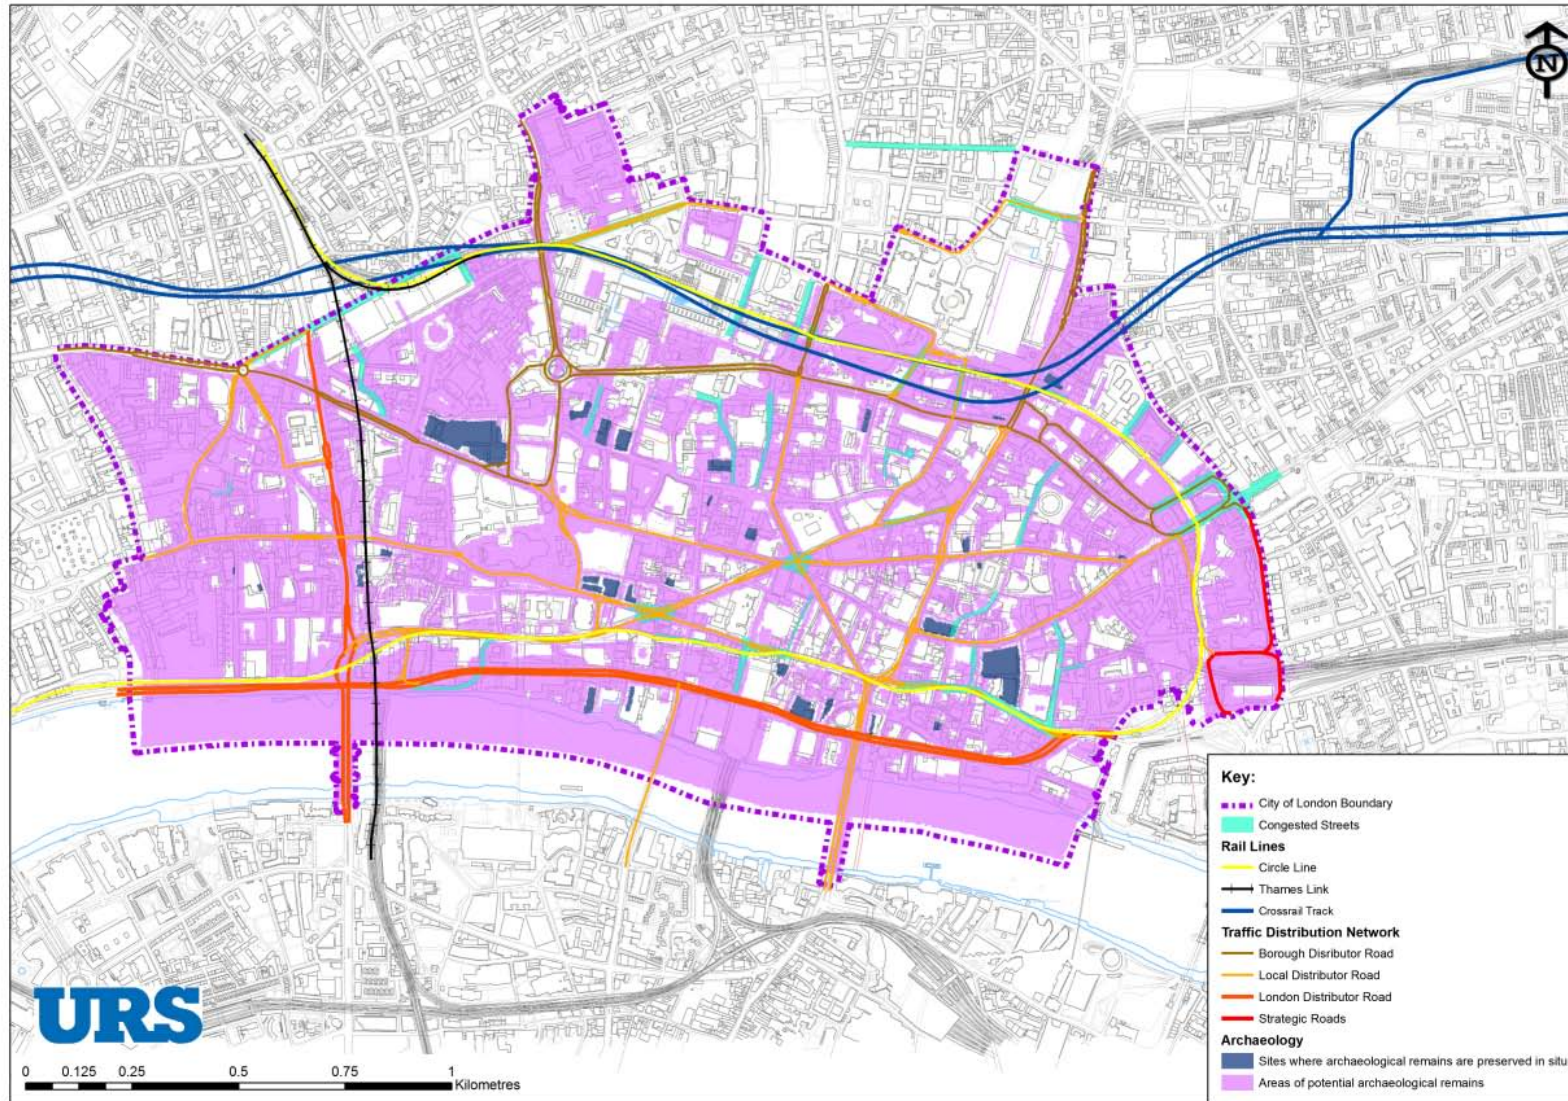 N
Key:
City of London Boundary
Congested Streets
Rail Lines
Circle Line
Thames Link
Crossrail Track
Traffic Distribution Network
Borough Disributor Road
Local Distributor Road
London Distributor Road
Strategic Roads
Archaeology
Sites where archaeological remains are preserved in situ
Areas of potential archaeological remains
URS
0 0.125 0.25 0.5 0.75 1
Kilometres